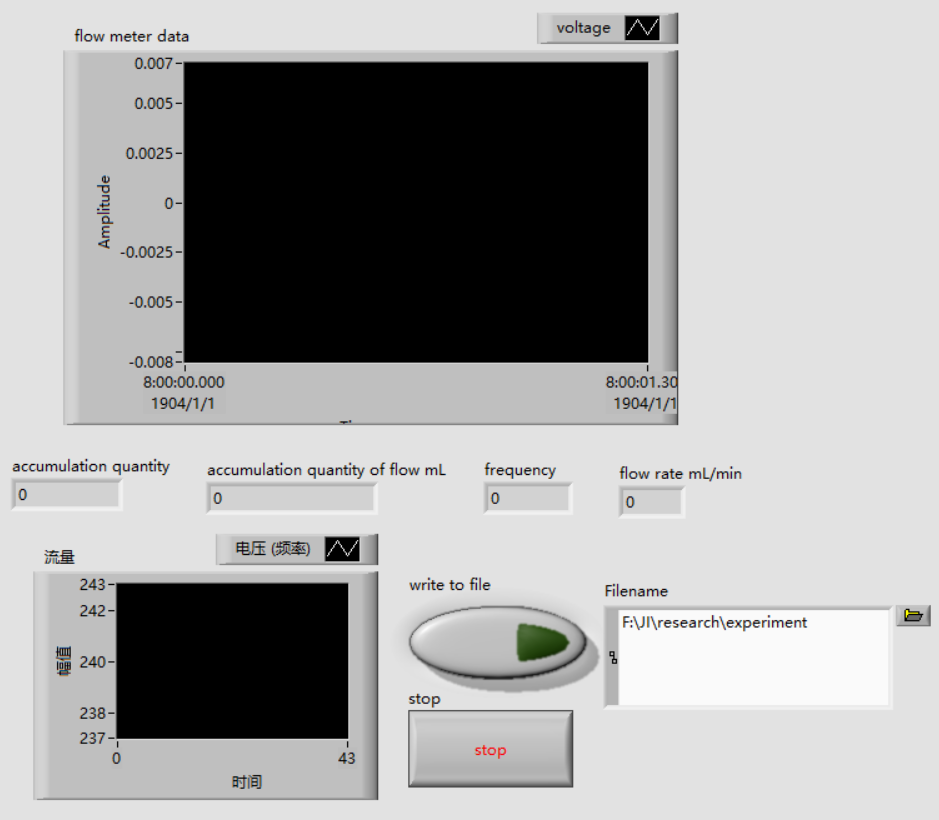 voltage
flow meter data
0.007
0.005
0.0025
0
-0.0025
-0.005
-0.008
Amplitude
8:00:00.000
1904/1/1
8:00:01.30
1904/1/1
accumulation quantity
0
accumulation quantity of flow mL
0
frequency
0
flow rate mL/min
0
流量
电压 (频率)
243
242
240
238
237
幅值
0
43
时间
write to file
stop
stop
Filename
F:\JI\research\experiment